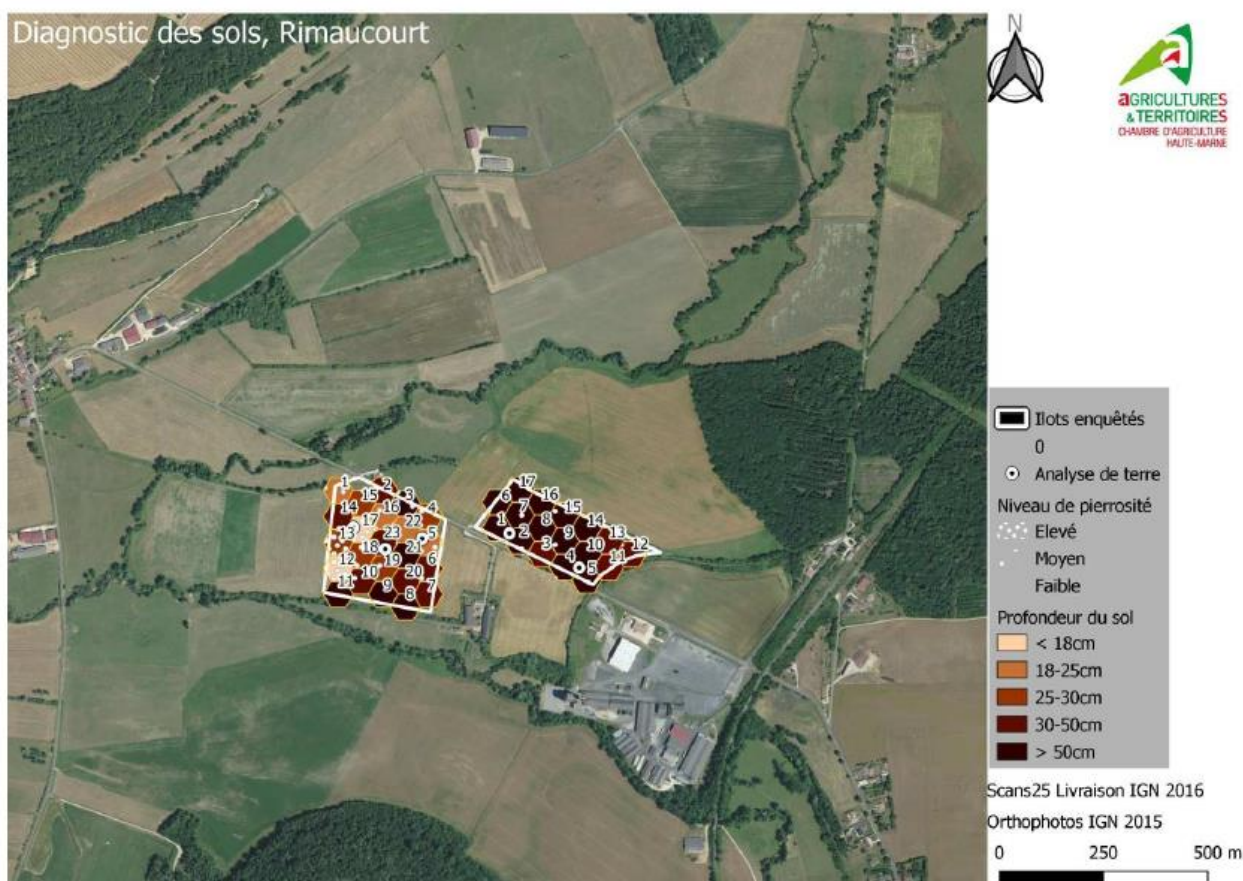 Diagnostic des sols, Rimaucourt
N
aGRICULTURES
& TERRITOIRES
CHAMBRE D'AGRICULTURE
HAUTE-MARNE
1
2
15
3
14
16
4
17
22
13
23
5
18
21
12
19
6
10
20
11
9
8
7
17
6
16
7
15
1
8
14
2
9
13
3
10
12
4
11
5
Ilots enquêtés
0
Analyse de terre
Niveau de pierrosité
Elevé
Moyen
Faible
Profondeur du sol
< 18cm
18-25cm
25-30cm
30-50cm
> 50cm
Scans25 Livraison IGN 2016
Orthophotos IGN 2015
0 250 500 m